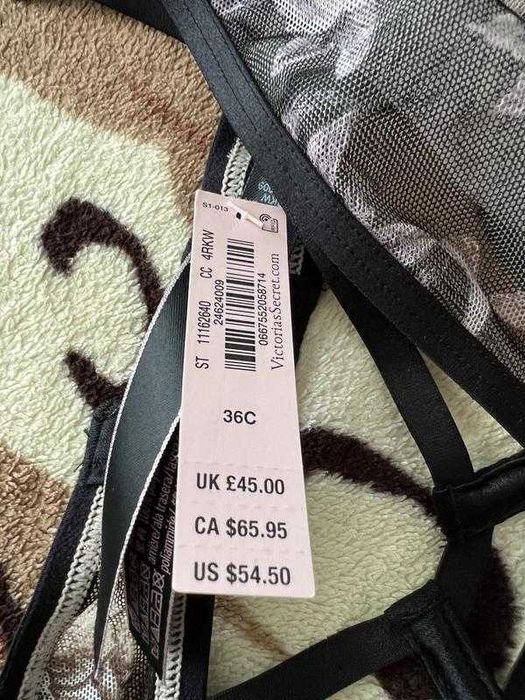 S1-013
ST 11162640 CC 4RKW
24624009
0667552058714
VictoriasSecret.com
36C
UK £45.00
CA $65.95
US $54.50